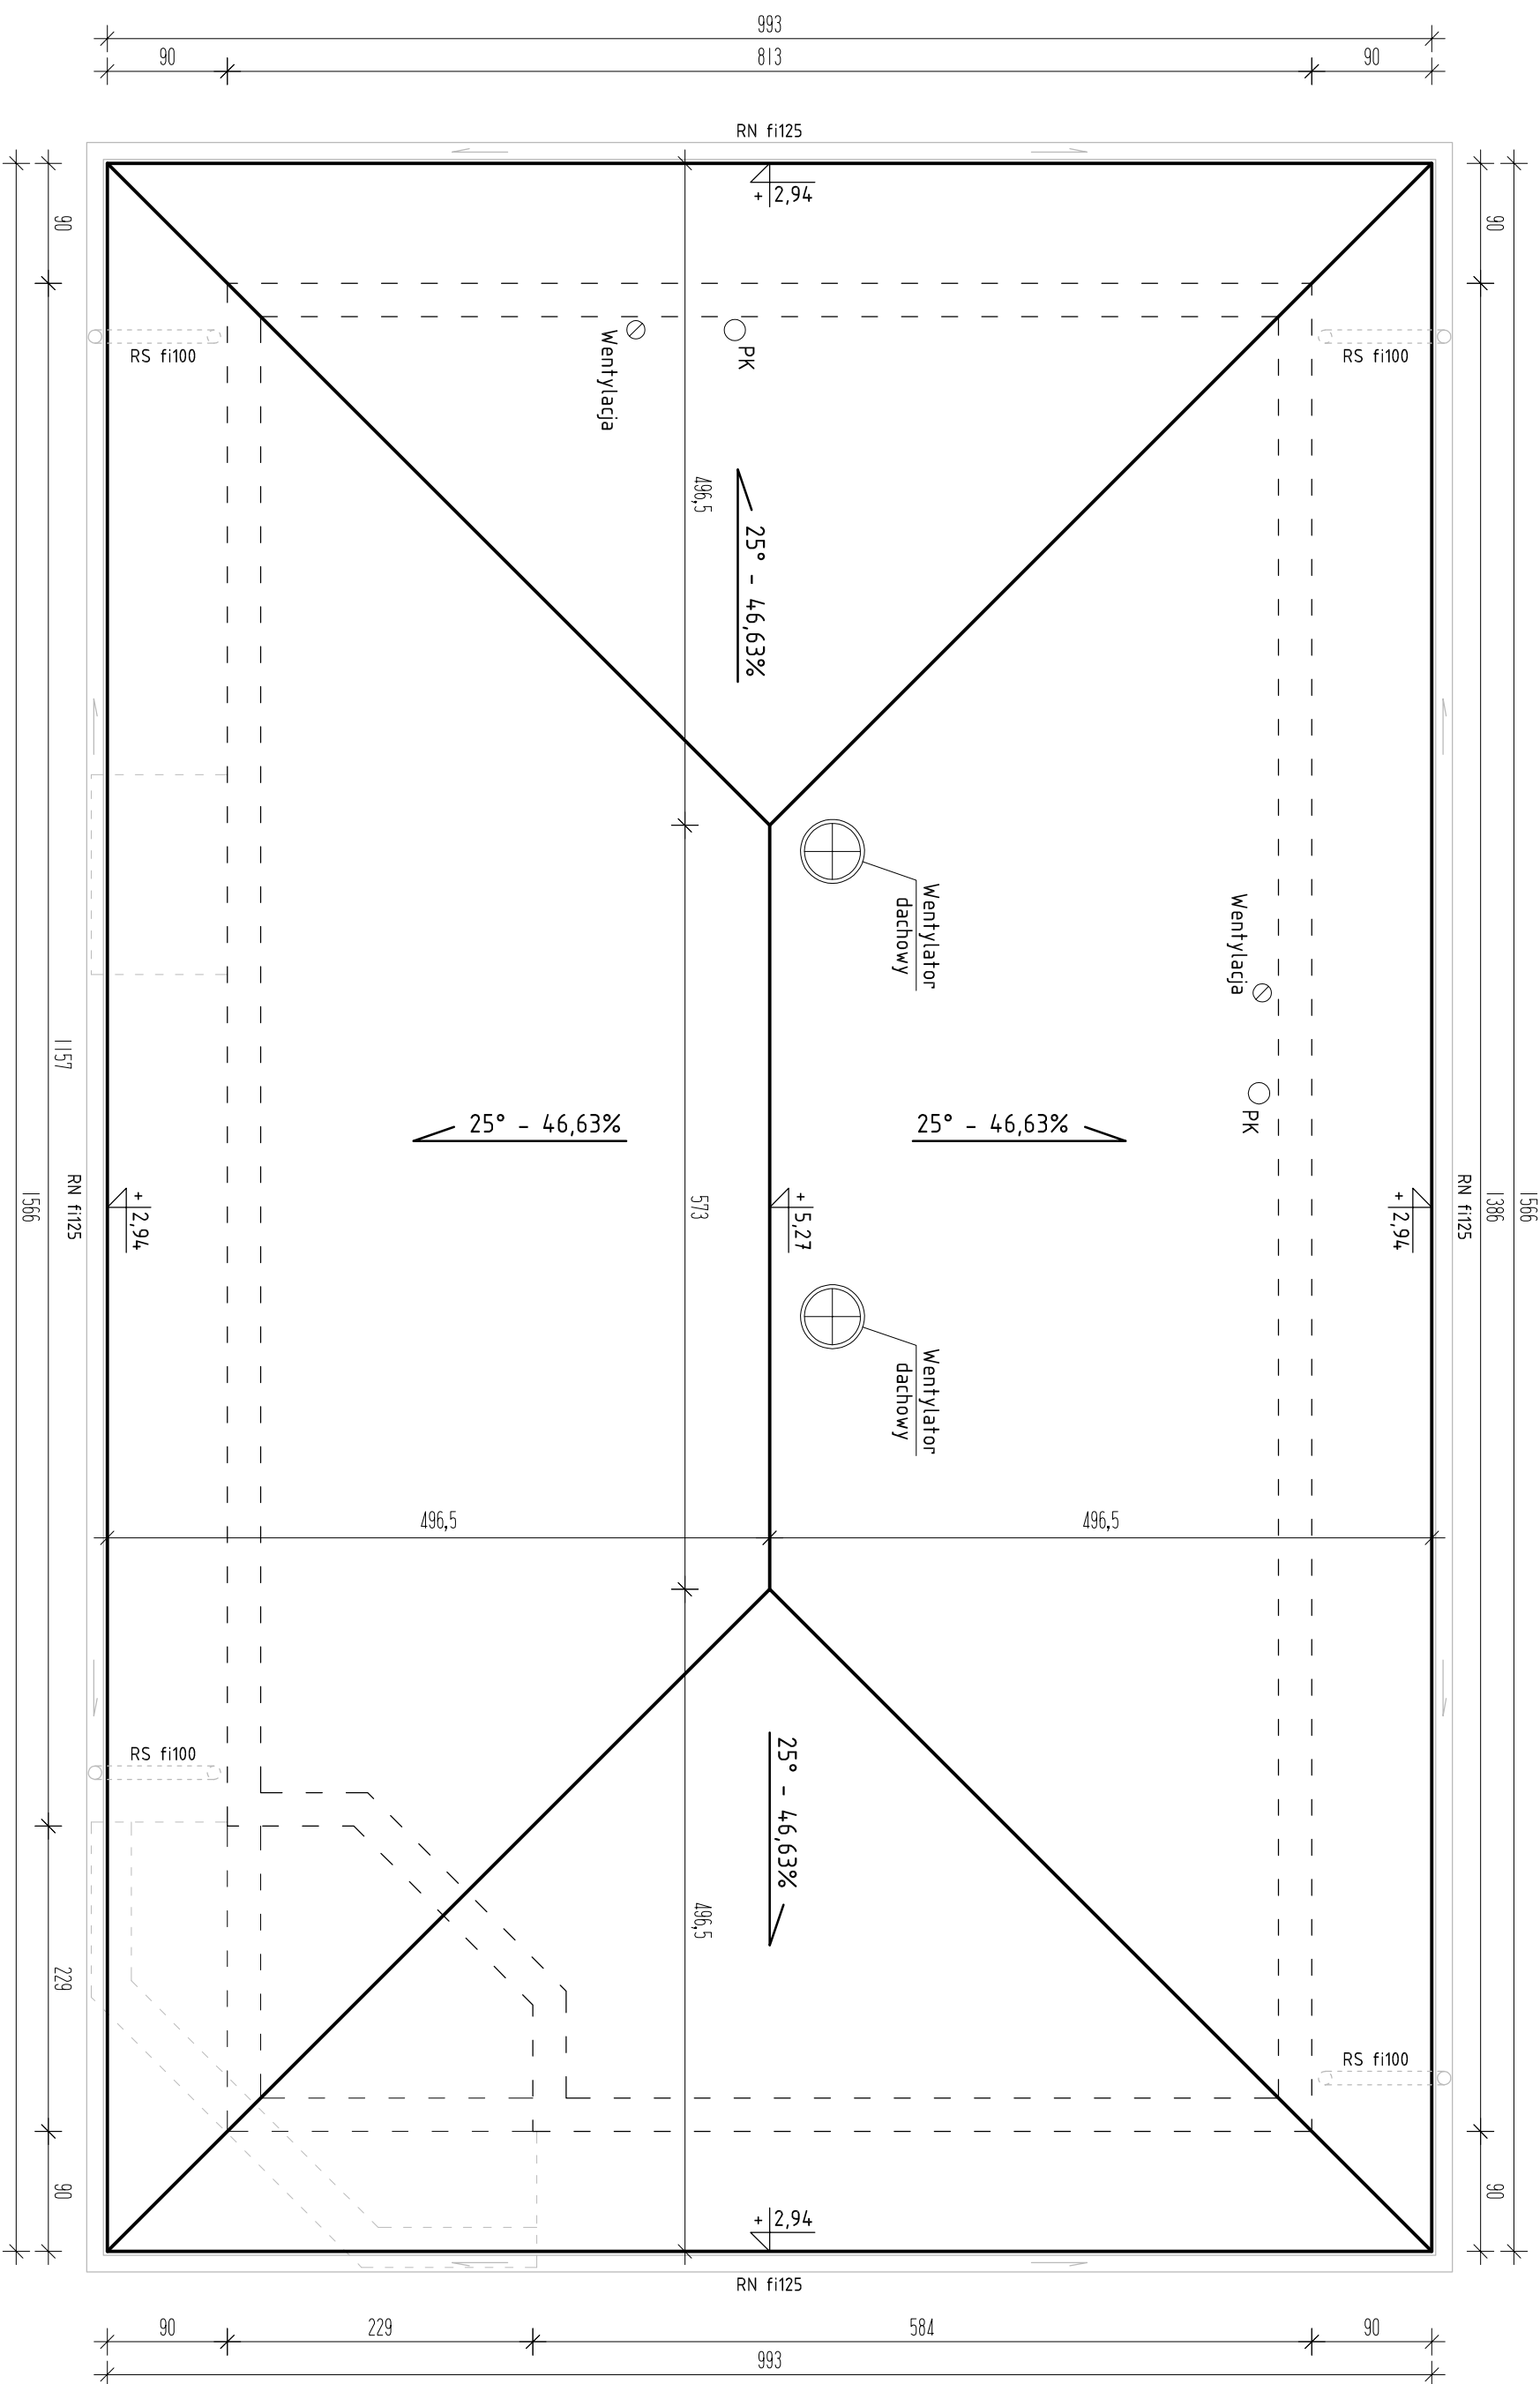 993
90
813
90
RN fi125
+ 2,94
90
90
RS fi100
Wentylacja
PK
RS fi100
496,5
25° - 46,63%
Wentylator
dachowy
Wentylacja
PK
1157
25° - 46,63%
25° - 46,63%
1566
RN fi125
+ 2,94
573
+ 5,27
+ 2,94
RN fi125
1386
1566
Wentylator
dachowy
496,5
496,5
RS fi100
25° - 46,63%
496,5
229
RS fi100
90
90
+ 2,94
RN fi125
90
229
584
90
993